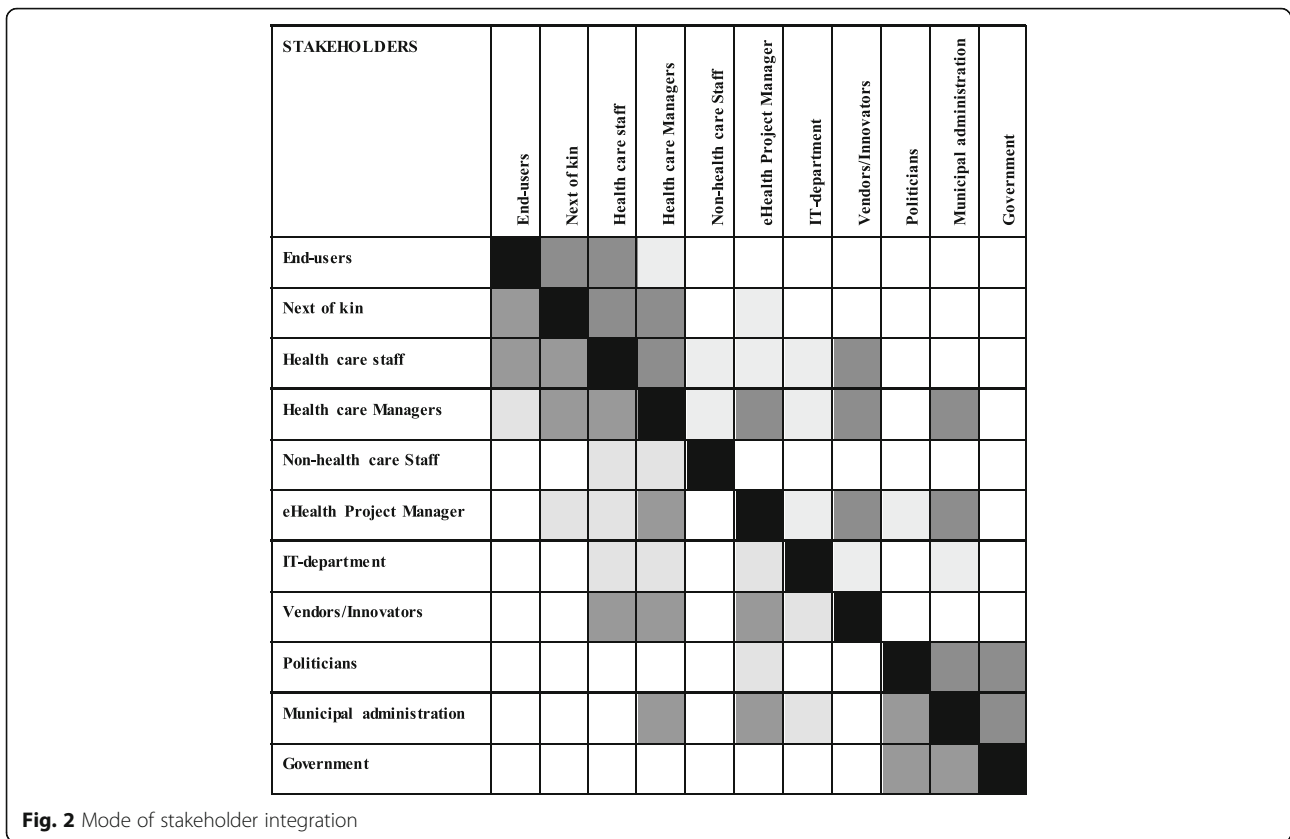 STAKEHOLDERS
End-users
Next of kin
Health care staff
Health care Managers
Non-health care Staff
eHealth Project Manager
IT-department
Vendors/Innovators
Politicians
Municipal administration
Government
End-users
Next of kin
Health care staff
Health care Managers
Non-health care Staff
eHealth Project Manager
IT-department
Vendors/Innovators
Politicians
Municipal administration
Government
Fig. 2 Mode of stakeholder integration